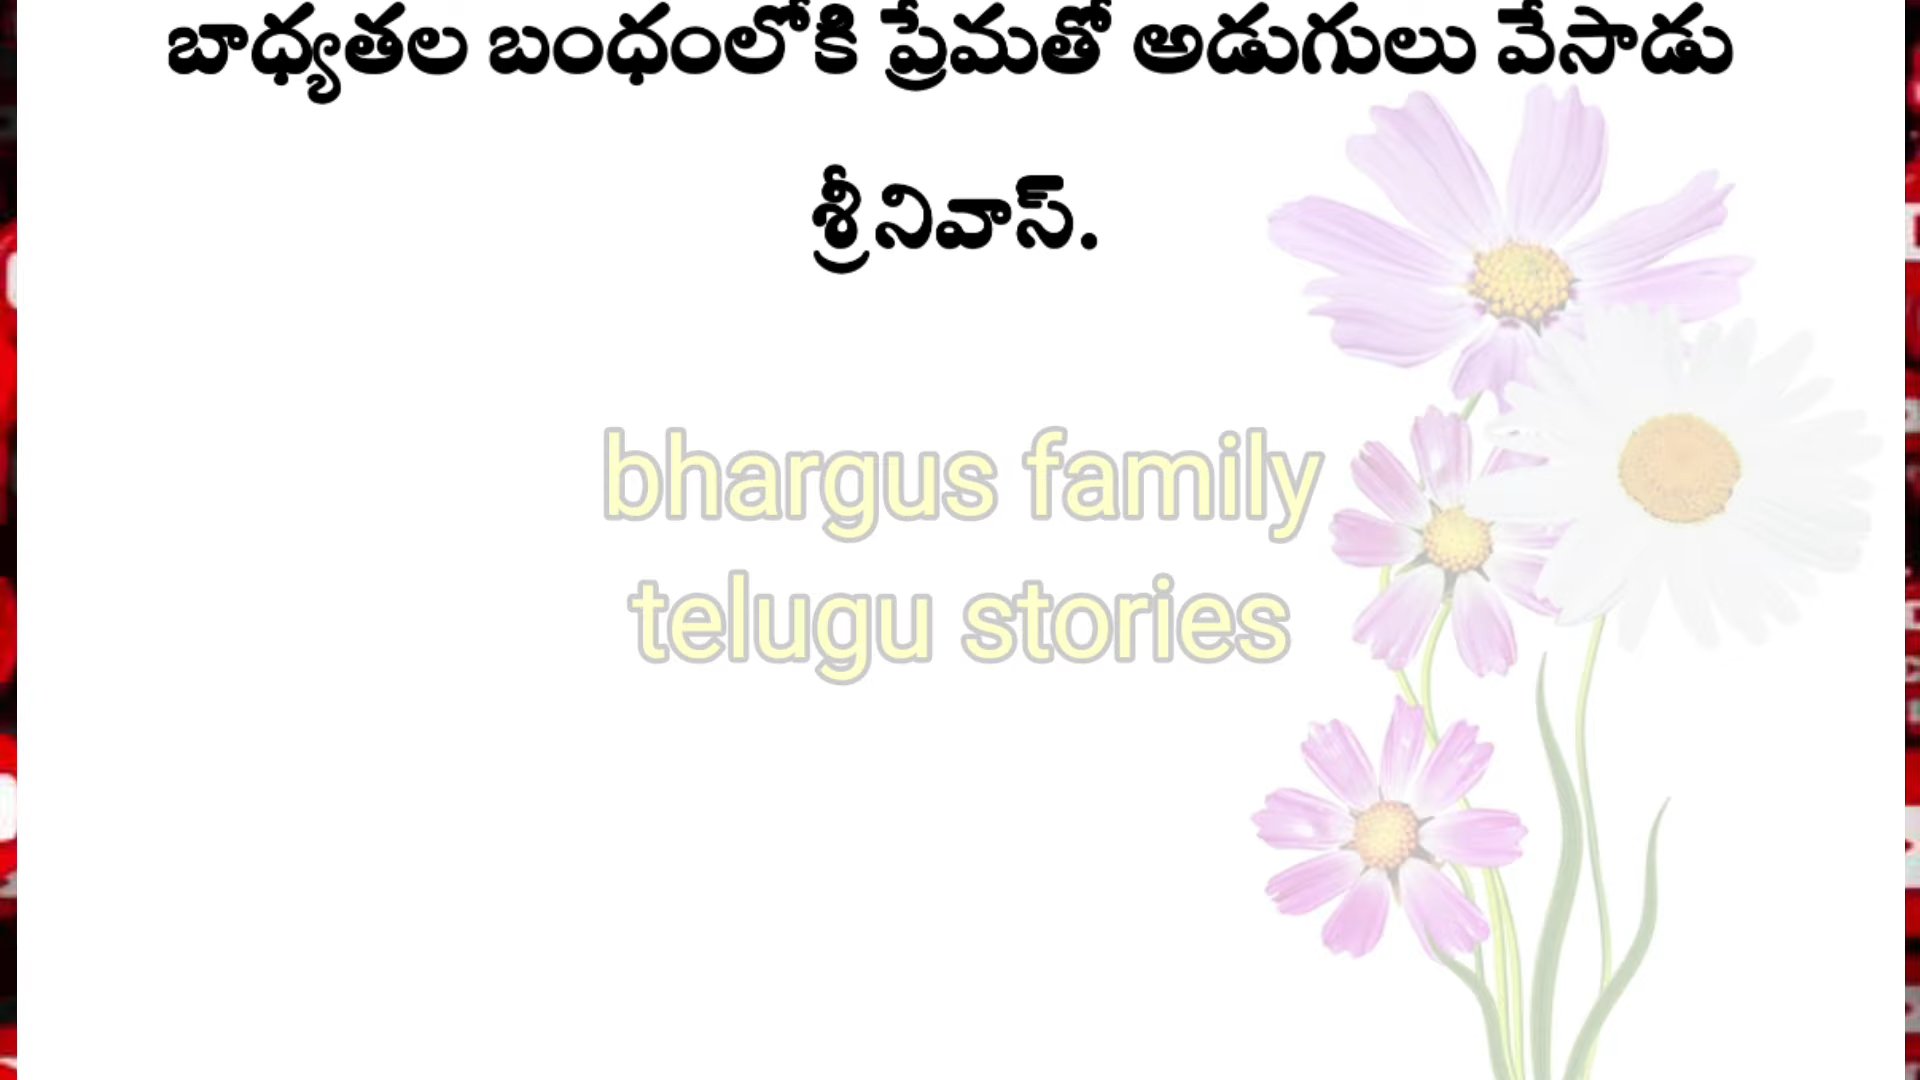 బాధ్యతల బంధంలోకి ప్రేమతో అడుగులు వేసాడు
శ్రీనివాస్.
bhargus family
telugu stories